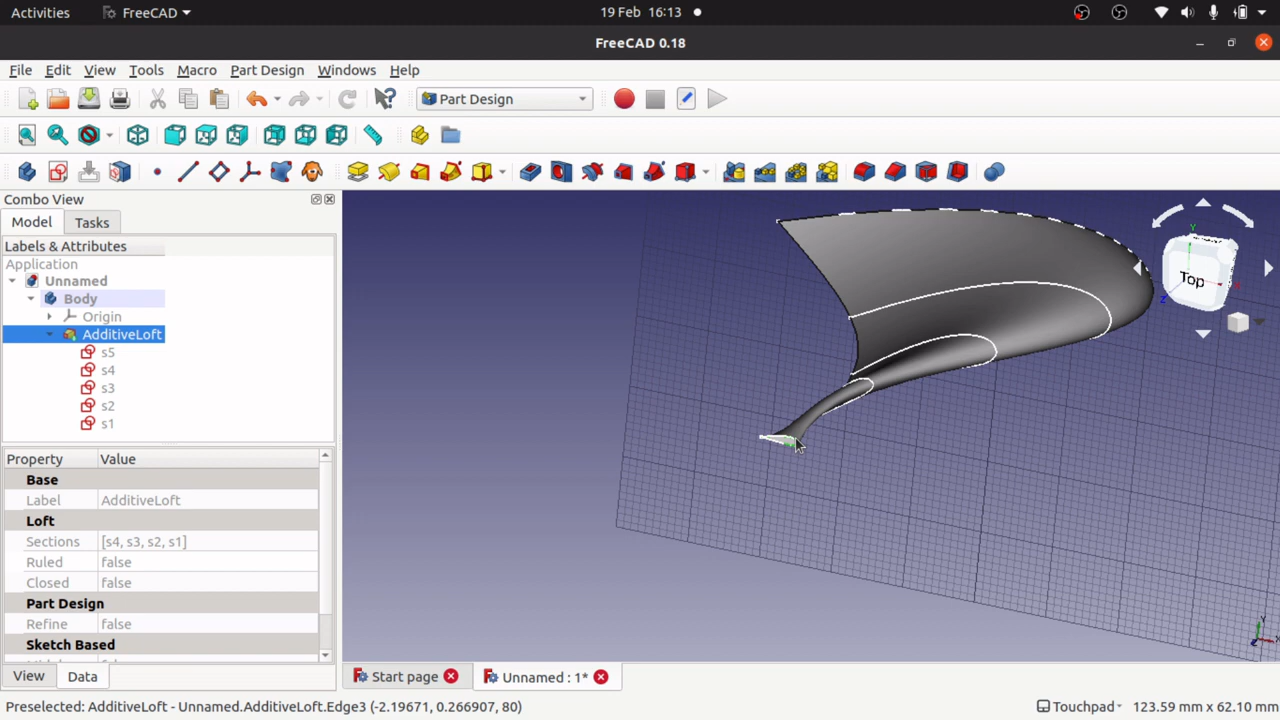 Activities FreeCAD 19 Feb 16:13
FreeCAD 0.18
File Edit View Tools Macro Part Design Windows Help
Part Design
Combo View
Model Tasks
Labels & Attributes
Application
Unnamed
Body
Origin
AdditiveLoft
s5
s4
s3
s2
s1
Property Value
Base
Label AdditiveLoft
Loft
Sections [s4, s3, s2, s1]
Ruled false
Closed false
Part Design
Refine false
Sketch Based
View Data
Top
Y
Z
Y
Z
Start page Unnamed : 1*
Preselected: AdditiveLoft - Unnamed.AdditiveLoft.Edge3 (-2.19671, 0.266907, 80) Touchpad 123.59 mm x 62.10 mm